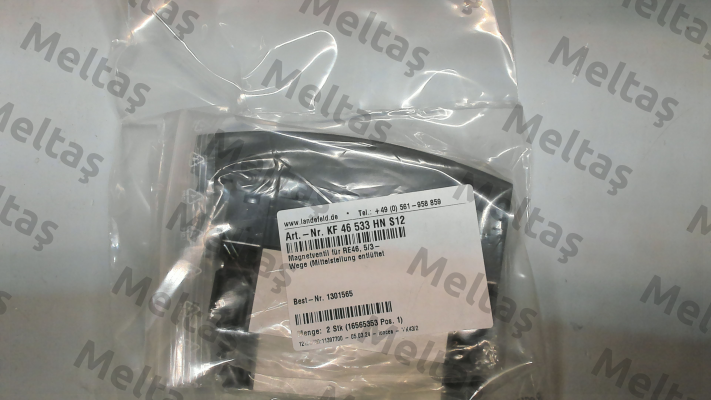 www.landefeld.de • Tel.: +49 (0) 561-958 859
Art.-Nr. KF 46 533 HN S12
Magnetventil für RE46, 5/3-
Wege (Mittelstellung entlüftet
Best-Nr. 1301565
Menge: 2 Stk (16565353 Pos. 1)
Meltaş